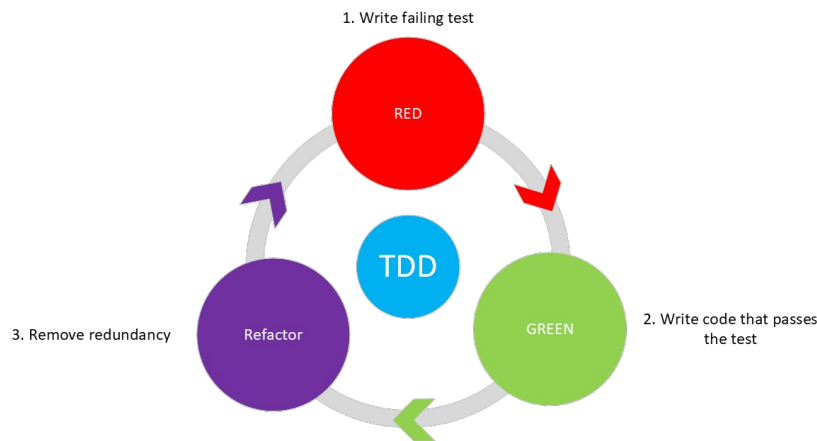 1. Write failing test
RED
TDD
Refactor
GREEN
3. Remove redundancy
2. Write code that passes
the test